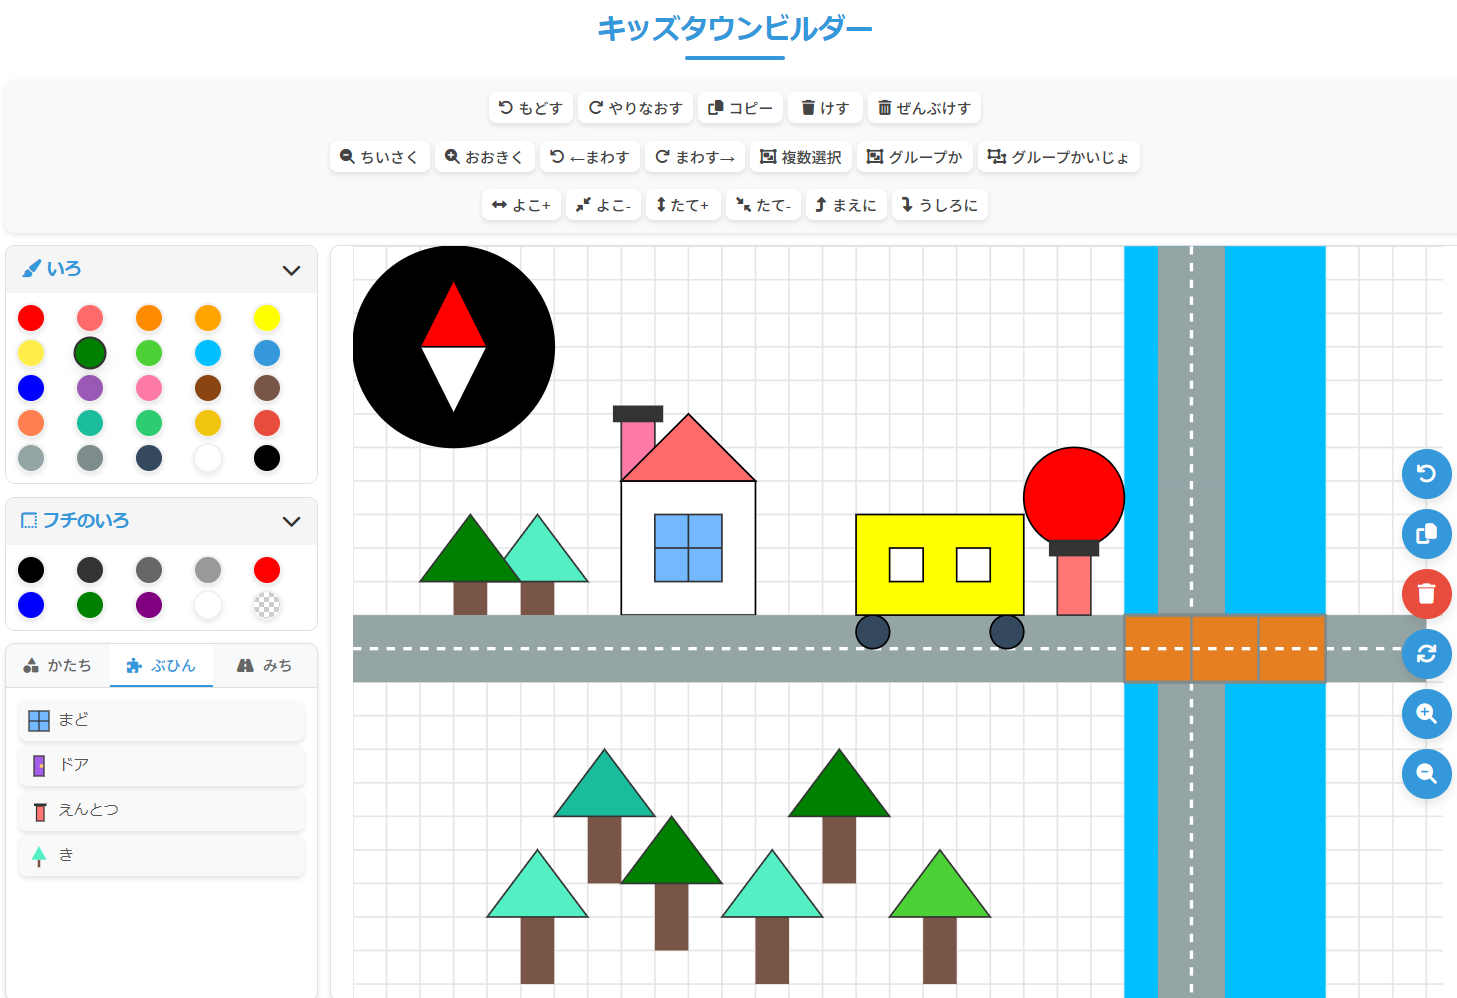 キッズタウンビルダー
もどす やりなおす コピー けす ぜんぶけす
ちいさく おおきく ←まわす まわす→ 複数選択 グループか グループかいじょ
よこ+ よこ- たて+ たて- まえに うしろに
いろ
フチのいろ
かたち ぶひん みち
まど
ドア
えんとつ
き